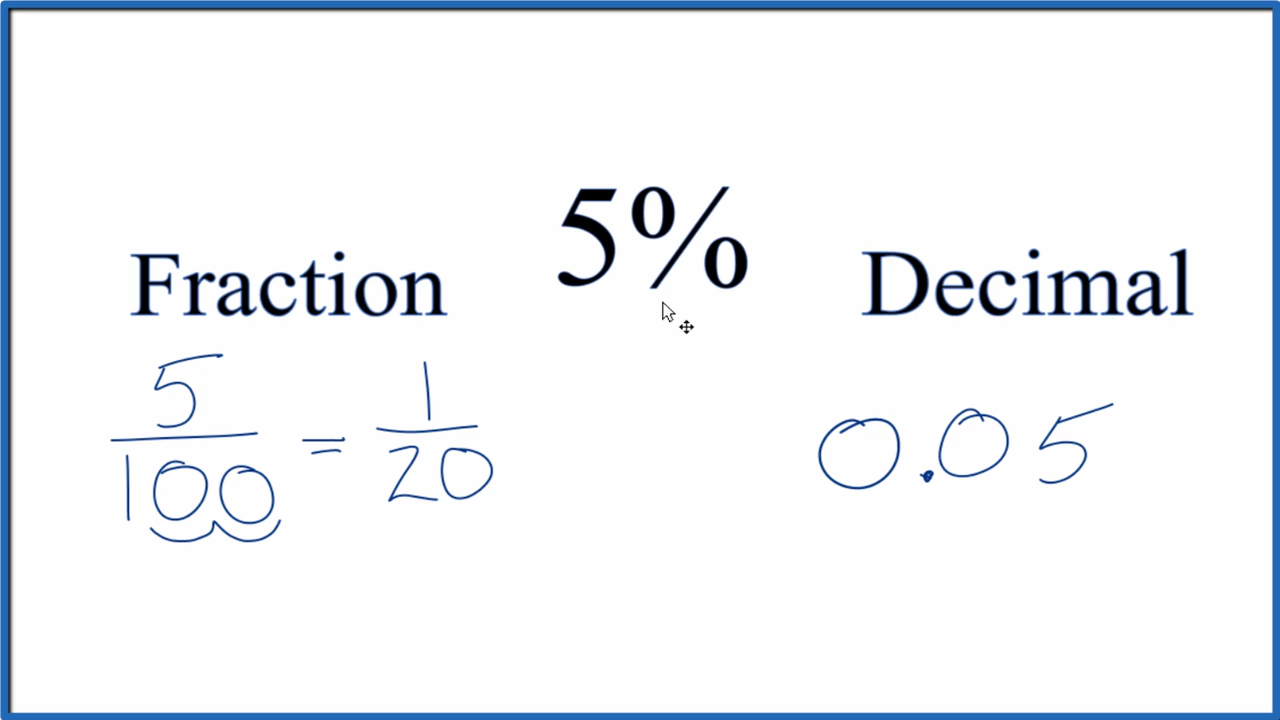 5%
Fraction Decimal
5/100 = 1/20
0.05